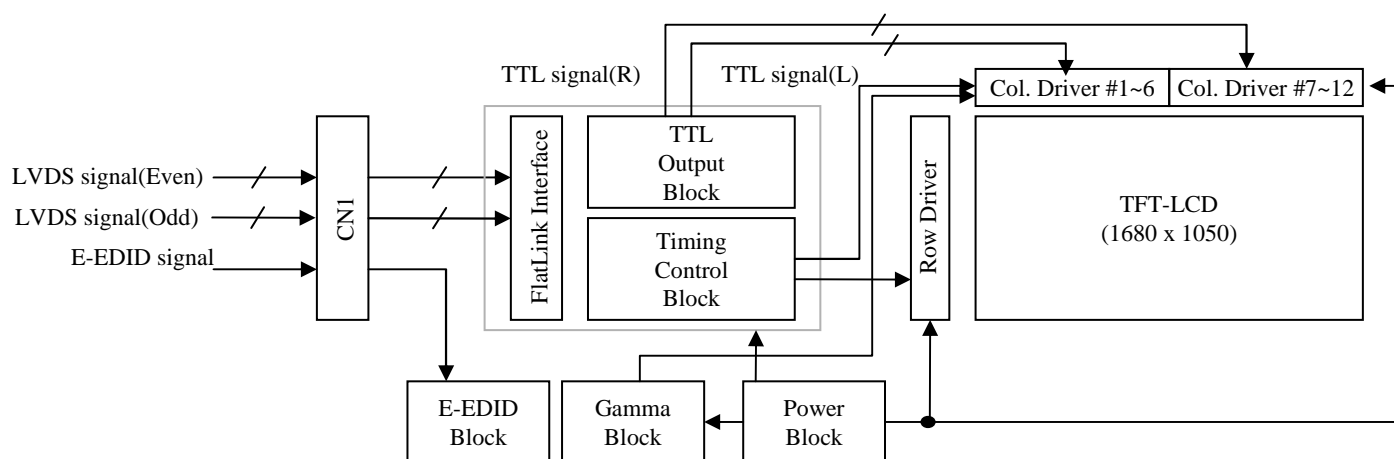 TTL signal(R)
TTL signal(L)
Col. Driver #1~6
Col. Driver #7~12
LVDS signal(Even)
LVDS signal(Odd)
E-EDID signal
CN1
FlatLink Interface
TTL
Output
Block
Timing
Control
Block
Row Driver
TFT-LCD
(1680 x 1050)
E-EDID
Block
Gamma
Block
Power
Block